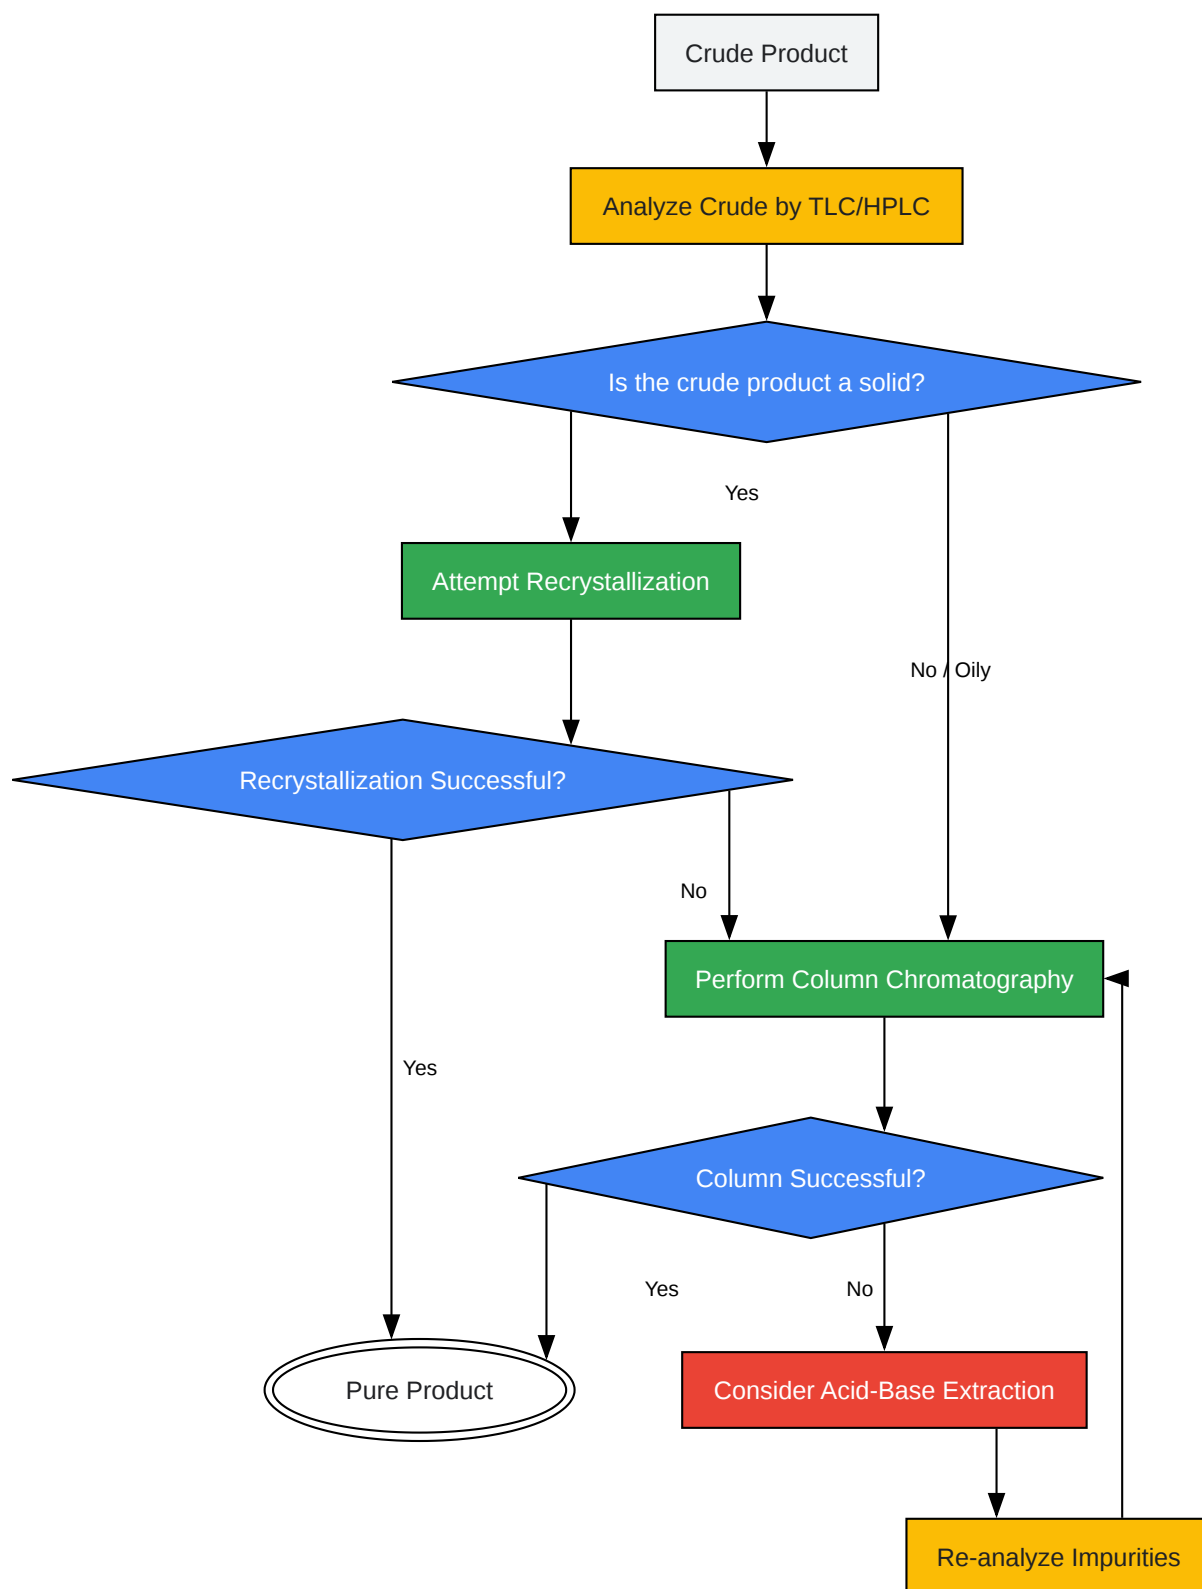 Crude Product
Analyze Crude by TLC/HPLC
Is the crude product a solid?
Yes
Attempt Recrystallization
No / Oily
Recrystallization Successful?
No
Perform Column Chromatography
Yes
Column Successful?
Yes
No
Pure Product
Consider Acid-Base Extraction
Re-analyze Impurities